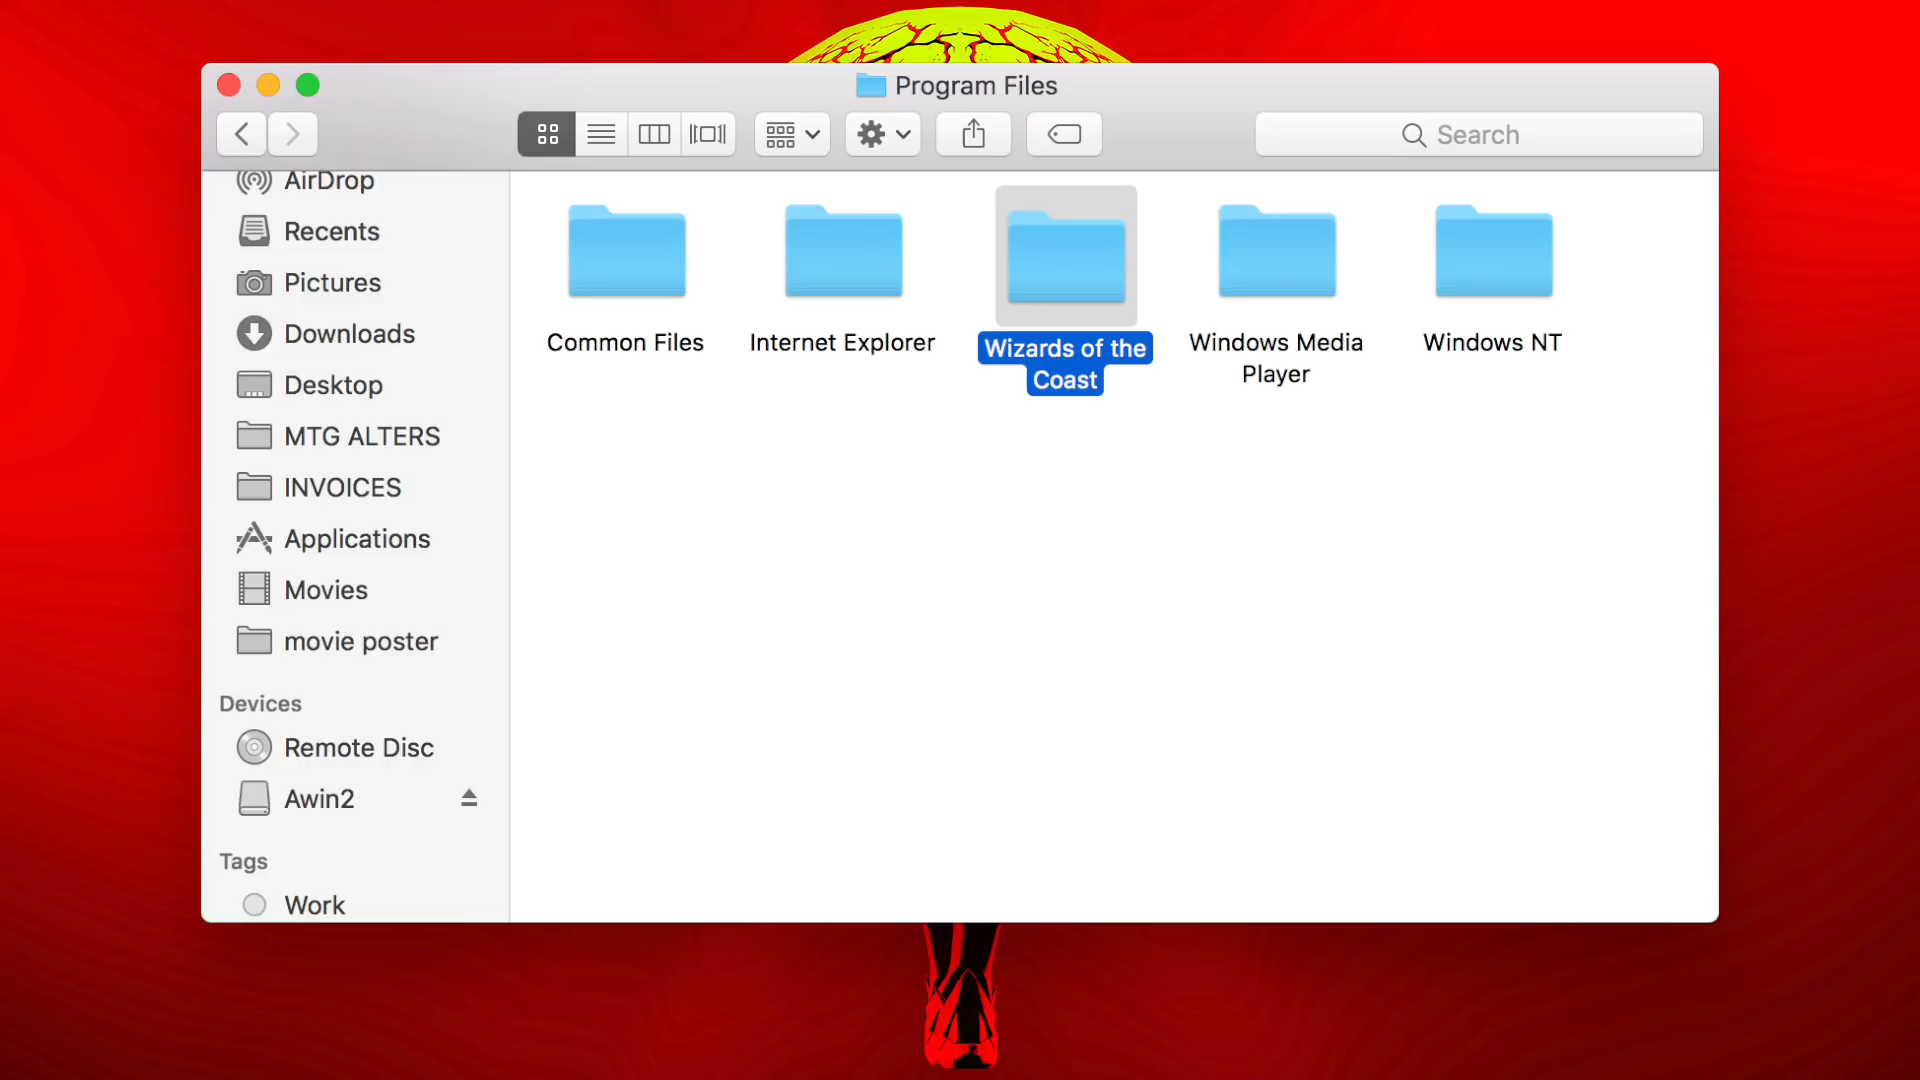 Program Files
Search
AirDrop
Recents
Pictures
Downloads
Desktop
MTG ALTERS
INVOICES
Applications
Movies
movie poster
Devices
Remote Disc
Awin2
Tags
Work
Common Files
Internet Explorer
Wizards of the
Coast
Windows Media
Player
Windows NT